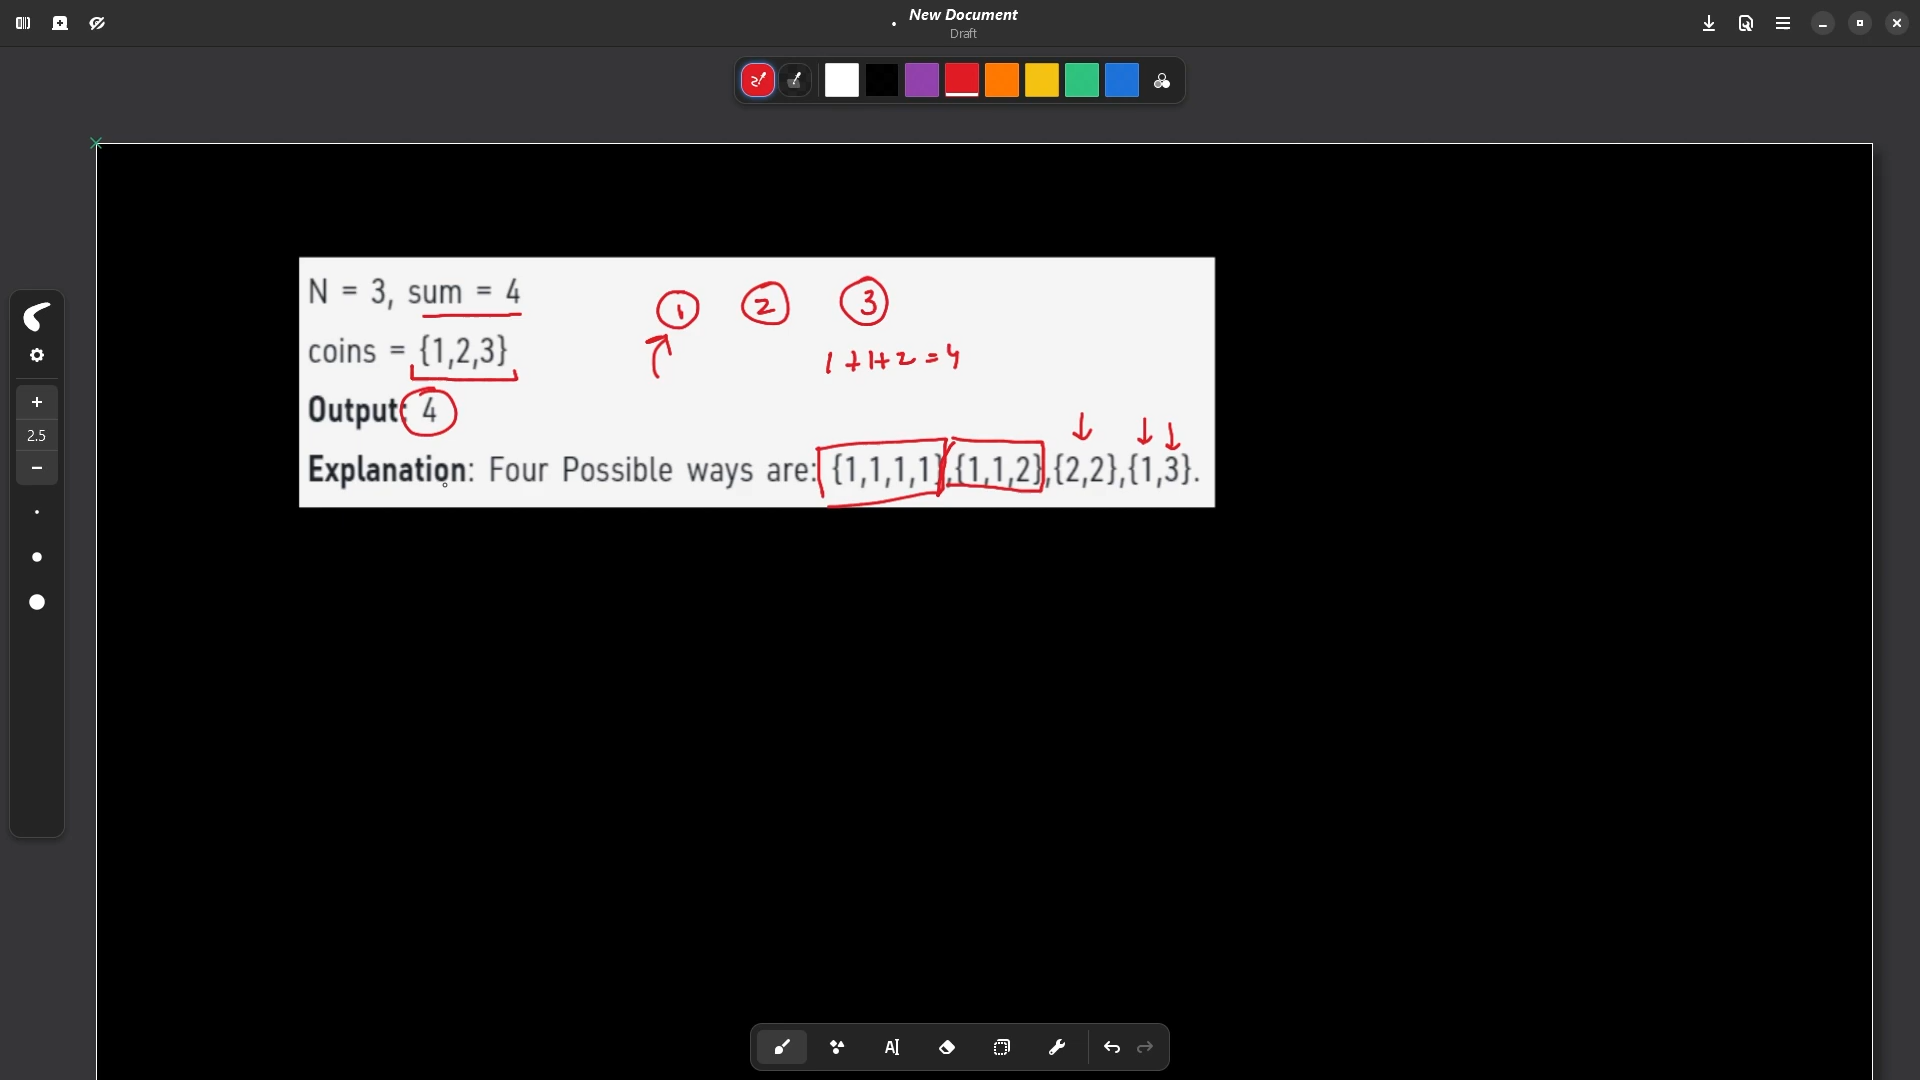 New Document
Draft
N = 3, sum = 4
1 2 3
coins = {1,2,3}
1+1+2=4
Output: 4
Explanation: Four Possible ways are: {1,1,1,1},{1,1,2},{2,2},{1,3}.
+
2.5
−